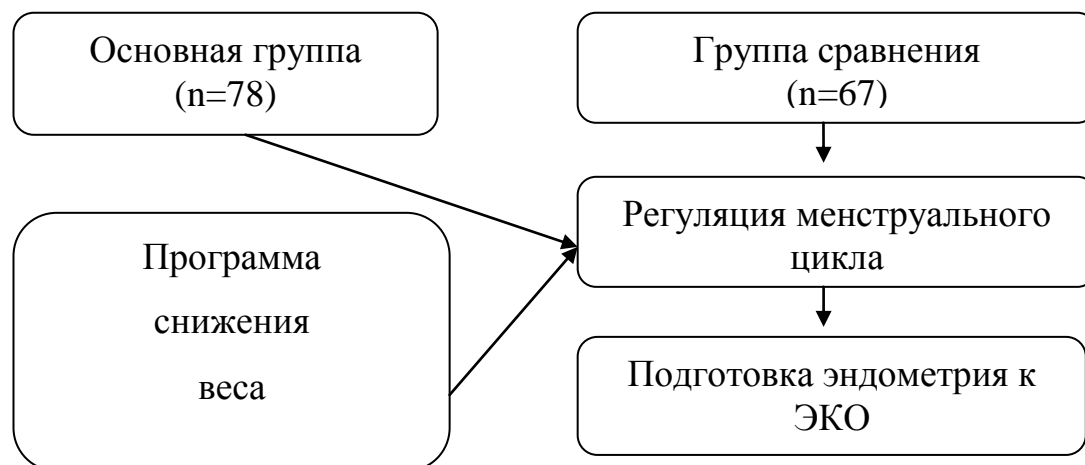 Основная группа
(n=78)
Группа сравнения
(n=67)
Регуляция менструального
цикла
Программа
снижения
веса
Подготовка эндометрия к
ЭКО